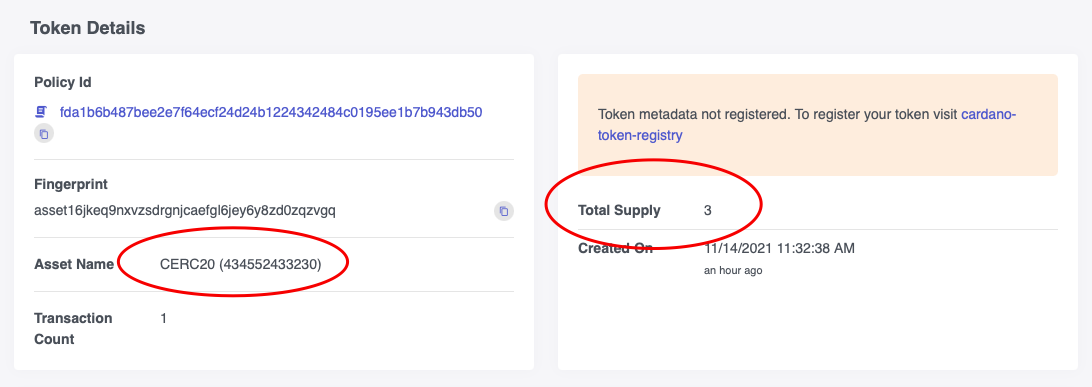 Token Details
Policy Id
fda1b6b487bee2e7f64ecf24d24b1224342484c0195ee1b7b943db50
Fingerprint
asset16jkeq9nxvzsdrgnjcaefgl6jey6y8zd0zqzvgq
Asset Name CERC20 (434552433230)
Transaction 1
Count
Token metadata not registered. To register your token visit cardano-
token-registry
Total Supply 3
Created On 11/14/2021 11:32:38 AM
an hour ago